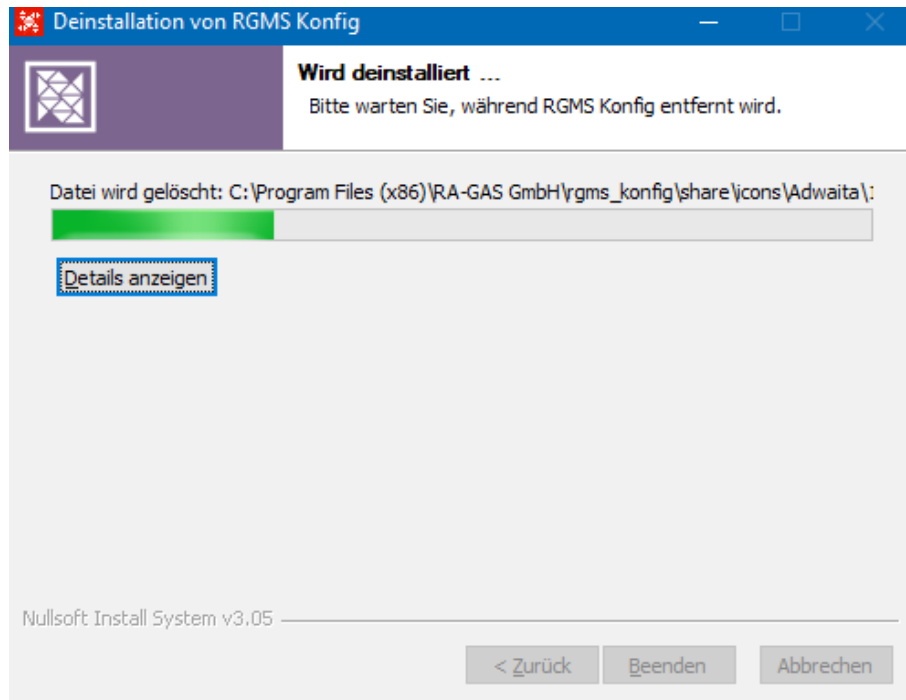 Deinstallation von RGMS Konfig
Wird deinstalliert ...
Bitte warten Sie, während RGMS Konfig entfernt wird.
Datei wird gelöscht: C:\Program Files (x86)\RA-GAS GmbH\rgms_konfig\share\icons\Adwaita\
Details anzeigen
Nullsoft Install System v3.05
< Zurück Beenden Abbrechen